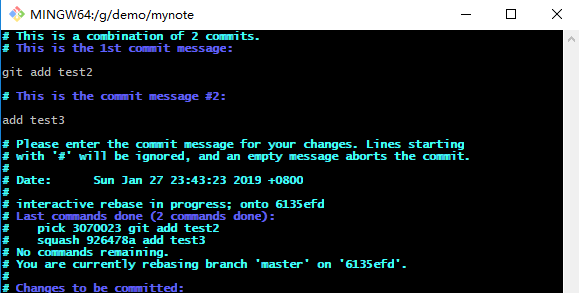 MINGW64:/g/demo/mynote
# This is a combination of 2 commits.
# This is the 1st commit message:
git add test2
# This is the commit message #2:
add test3
# Please enter the commit message for your changes. Lines starting
# with '#' will be ignored, and an empty message aborts the commit.
#
# Date:      Sun Jan 27 23:43:23 2019 +0800
#
# interactive rebase in progress; onto 6135efd
# Last commands done (2 commands done):
#    pick 3070023 git add test2
#    squash 926478a add test3
# No commands remaining.
# You are currently rebasing branch 'master' on '6135efd'.
#
# Changes to be committed: